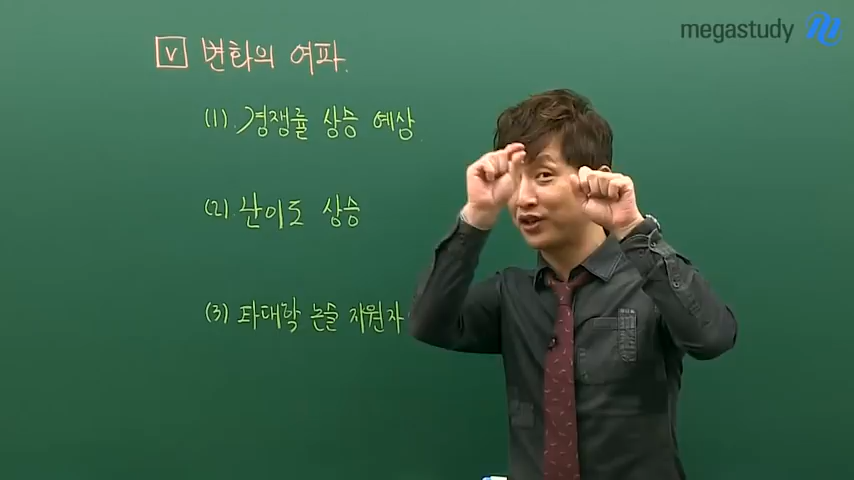 megastudy
V 변화의 여파.
(1). 경쟁률 상승 예상.
(2). 난이도 상승
(3) 타대학 논술 지원자